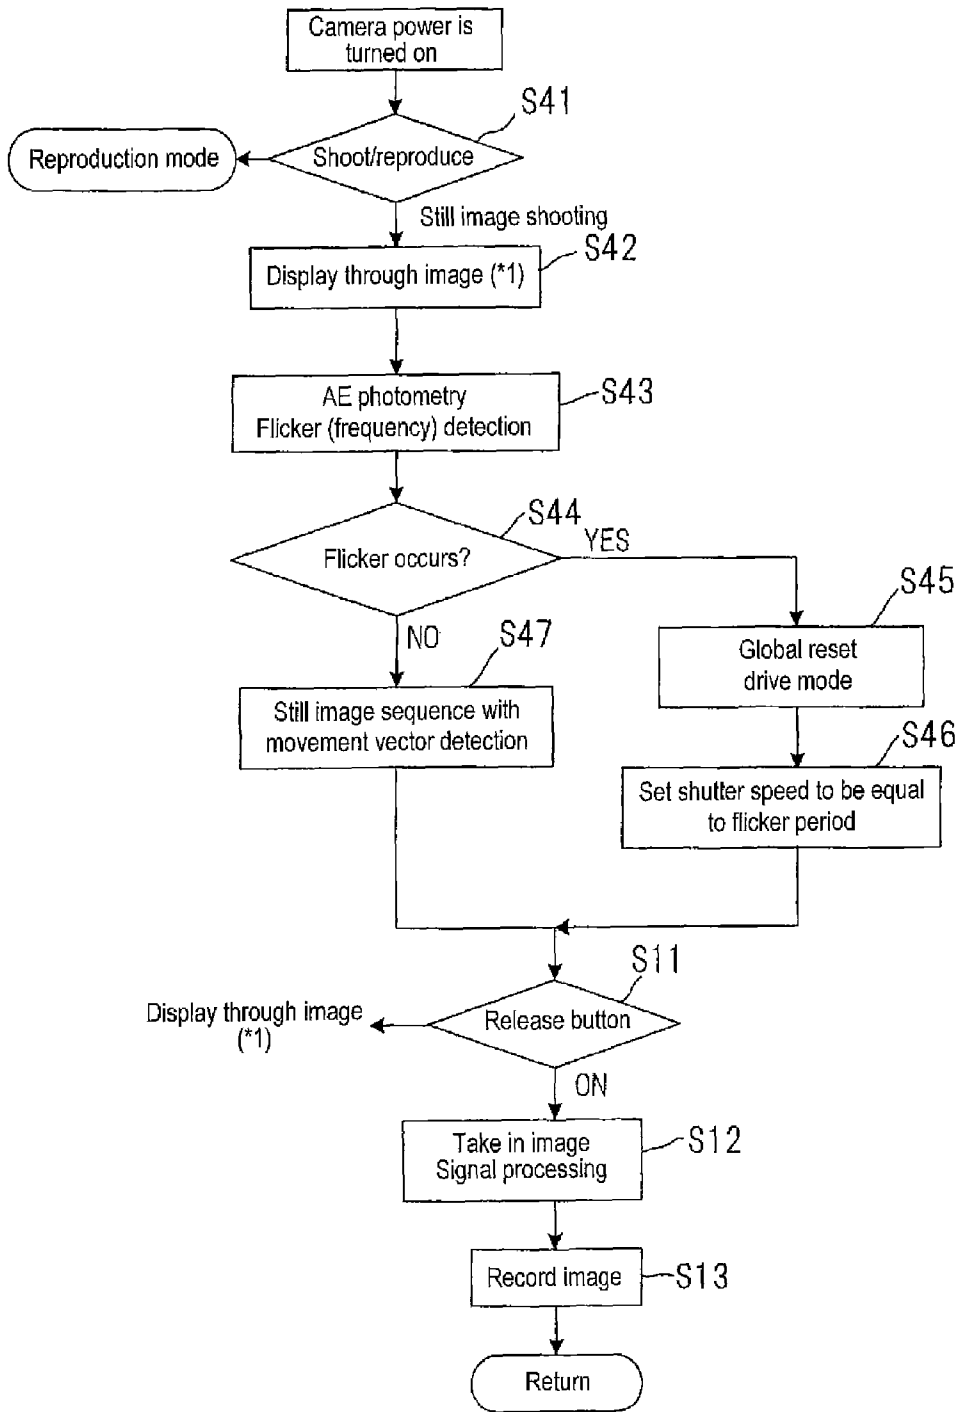 Camera power is
turned on
S41
Reproduction mode
Shoot/reproduce
Still image shooting
S42
Display through image (*1)
S43
AE photometry
Flicker (frequency) detection
S44
Flicker occurs?
YES
NO
S45
Global reset
drive mode
S47
Still image sequence with
movement vector detection
S46
Set shutter speed to be equal
to flicker period
S11
Display through image
(*1)
Release button
ON
S12
Take in image
Signal processing
Record image
S13
Return